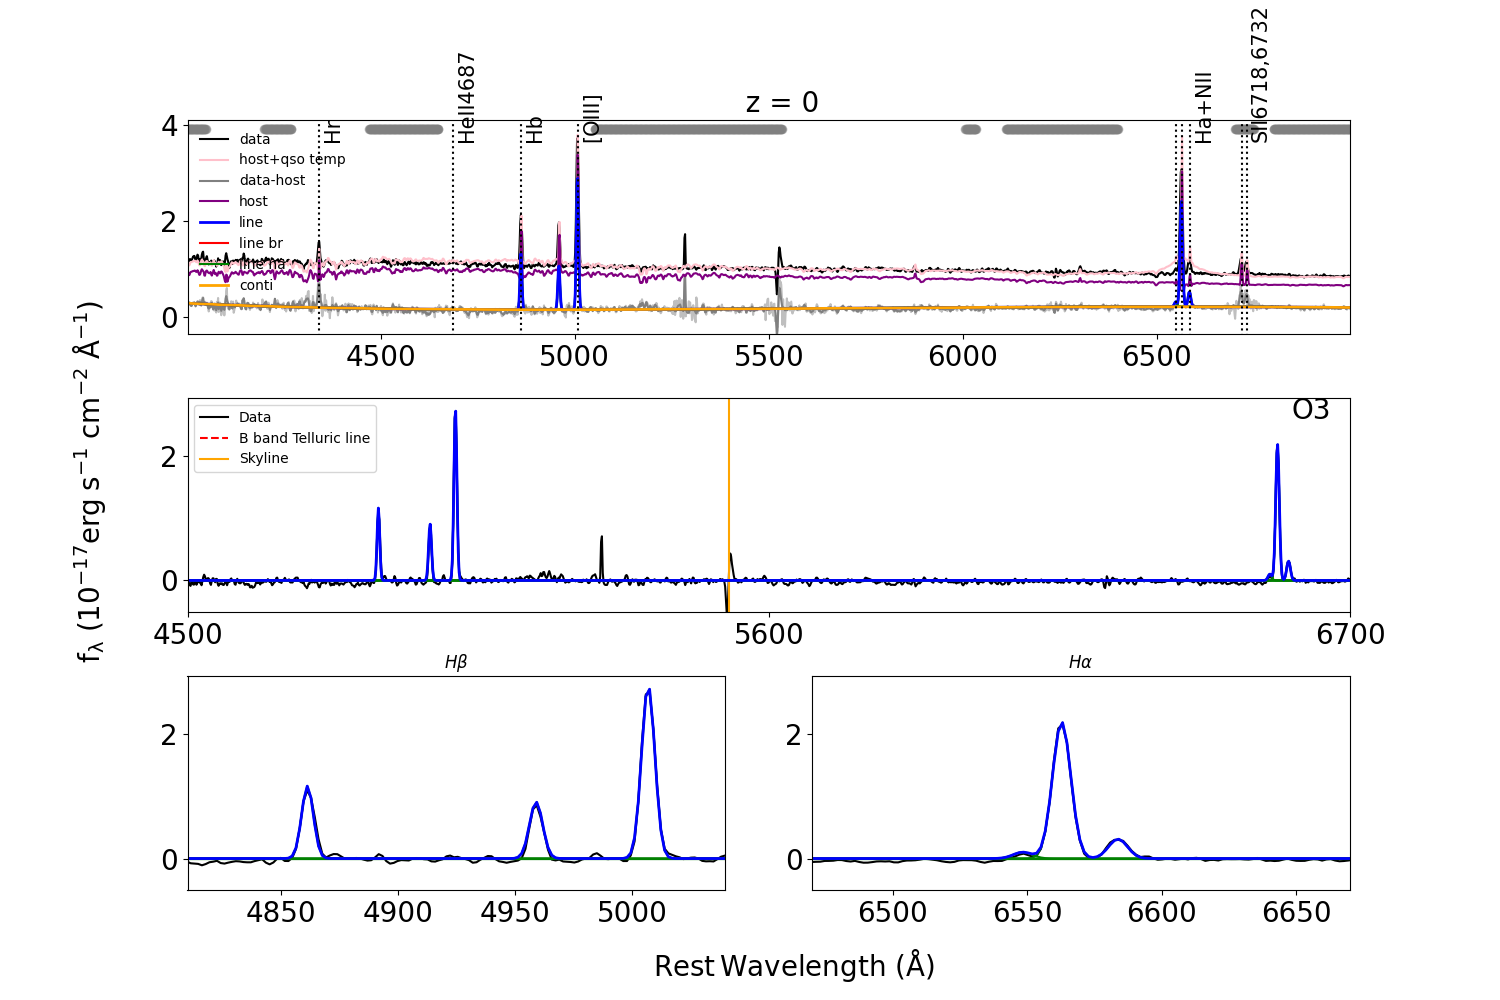 z = 0
Hr
HeII4687
Hb
[OIII]
Ha+NII
SII6718,6732
4
2
0
data
host+qso temp
data-host
host
line
line br
line na
conti
4500
5000
5500
6000
6500
fλ (10⁻¹⁷erg s⁻¹ cm⁻² Å⁻¹)
O3
Data
B band Telluric line
Skyline
2
0
4500
5600
6700
Hβ
2
0
4850
4900
4950
5000
Hα
2
0
6500
6550
6600
6650
Rest Wavelength (Å)